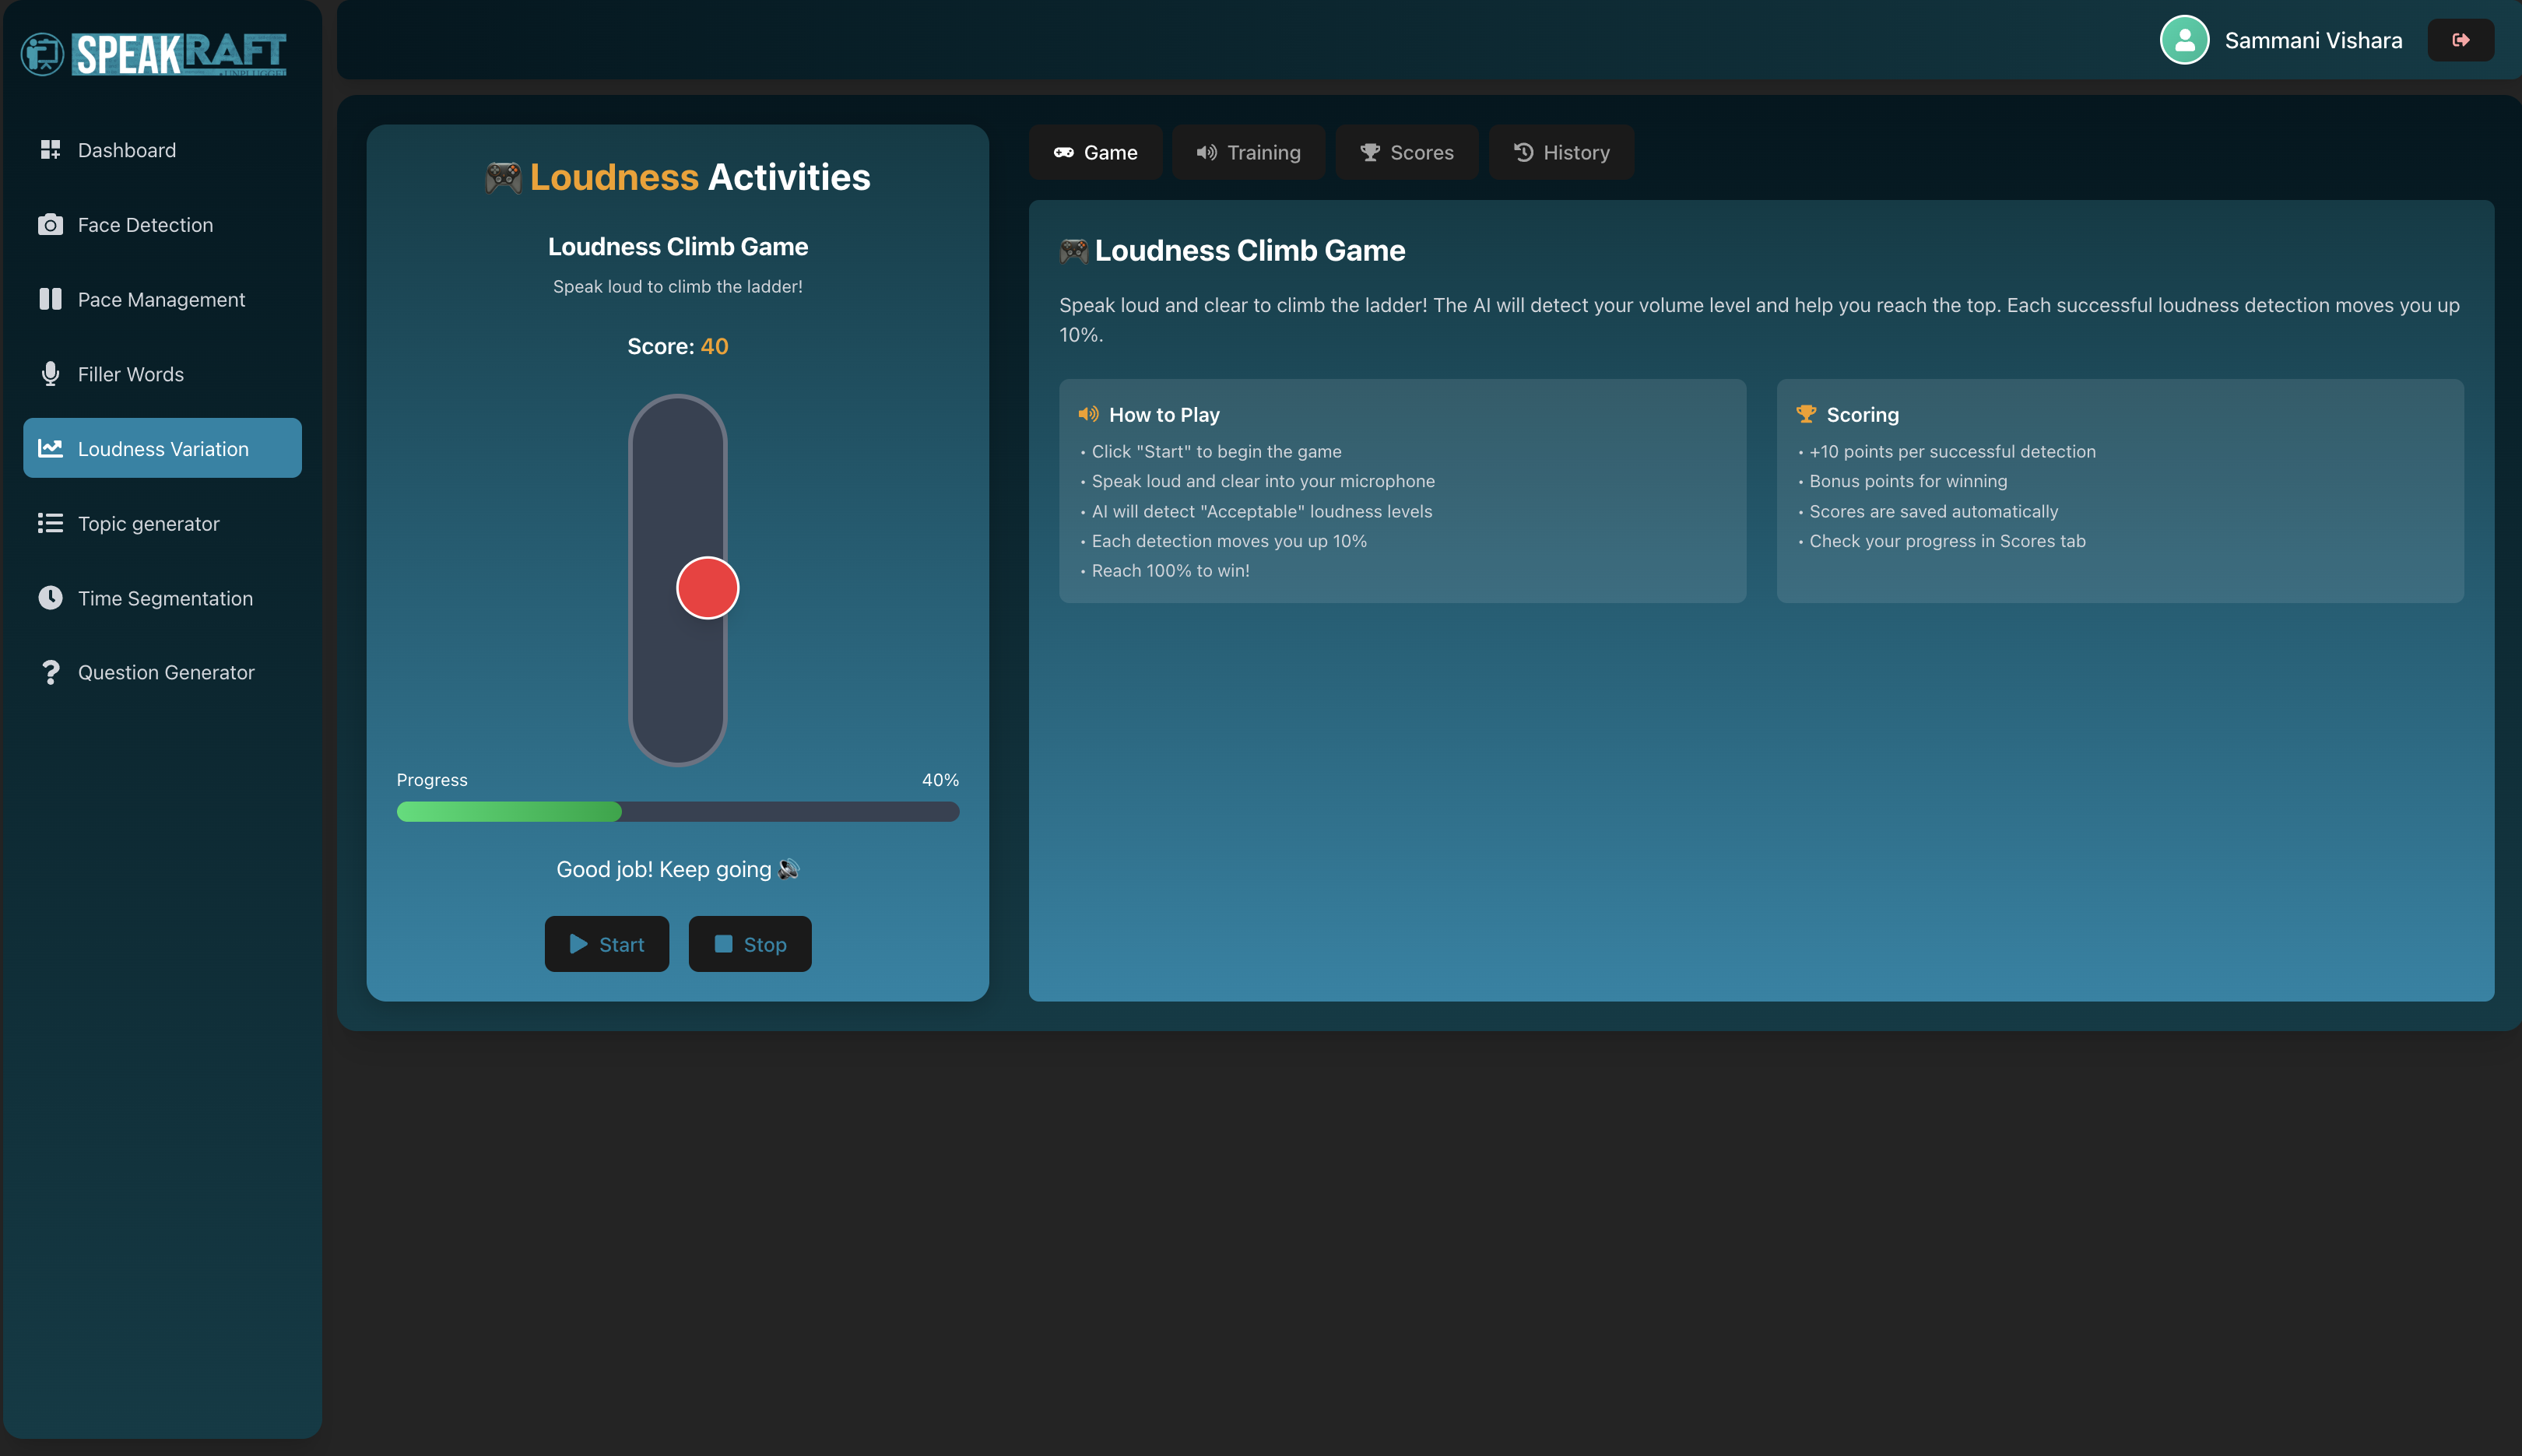 SPEAKRAFT
Dashboard
Face Detection
Pace Management
Filler Words
Loudness Variation
Topic generator
Time Segmentation
Question Generator
Sammani Vishara
🎮 Loudness Activities
Loudness Climb Game
Speak loud to climb the ladder!
Score: 40
Progress 40%
Good job! Keep going 🔊
Start Stop
Game Training Scores History
🎮 Loudness Climb Game
Speak loud and clear to climb the ladder! The AI will detect your volume level and help you reach the top. Each successful loudness detection moves you up
10%.
How to Play
• Click "Start" to begin the game
• Speak loud and clear into your microphone
• AI will detect "Acceptable" loudness levels
• Each detection moves you up 10%
• Reach 100% to win!
Scoring
• +10 points per successful detection
• Bonus points for winning
• Scores are saved automatically
• Check your progress in Scores tab